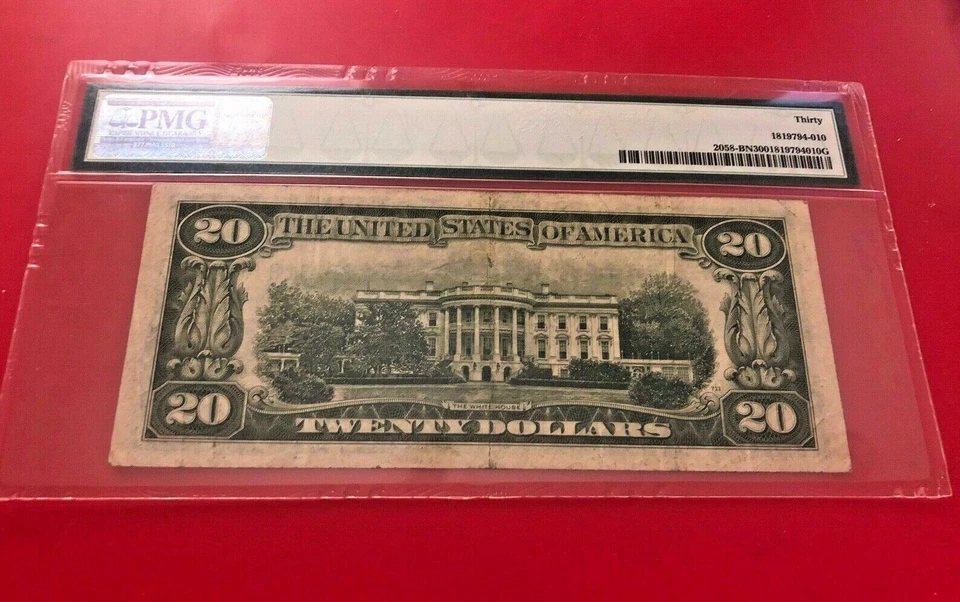 PMG
Thirty
1819794-010
2058-BN3001819794010G
20 THE UNITED STATES OF AMERICA 20
THE WHITE HOUSE
20 TWENTY DOLLARS 20